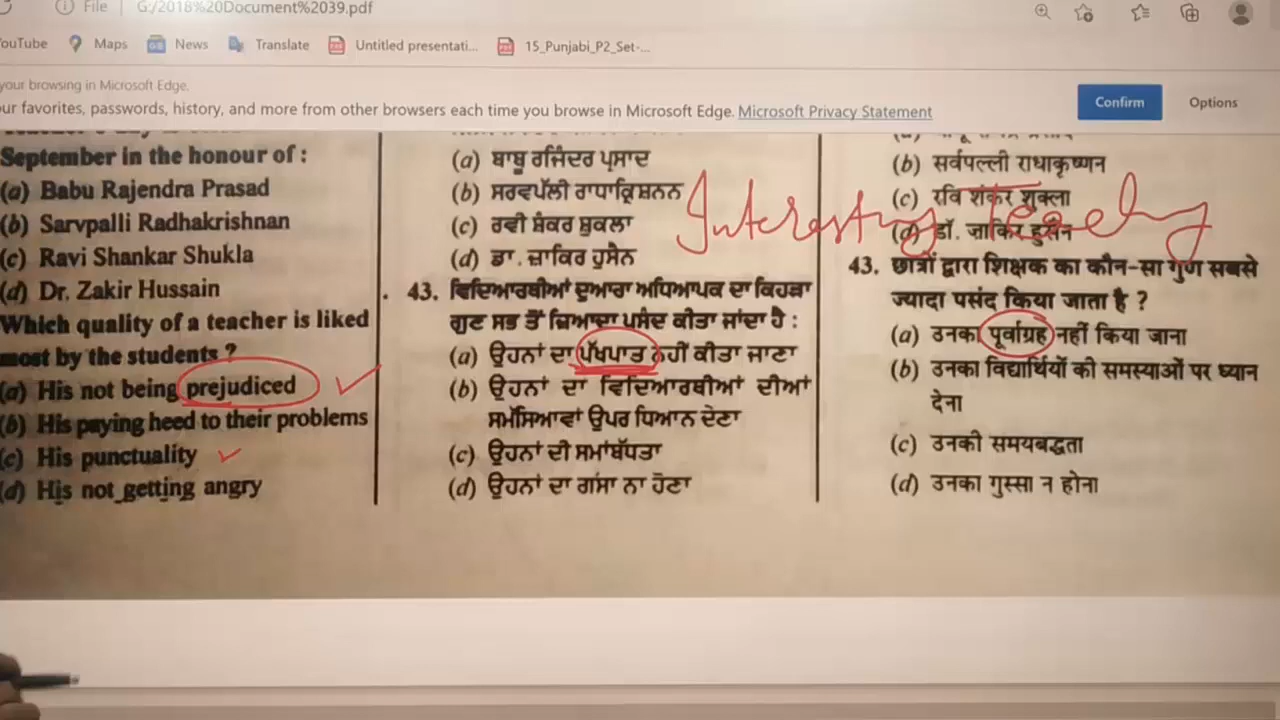 File
G:/2018%20Document%2039.pdf
ouTube
Maps
News
Translate
Untitled presentati...
15_Punjabi_P2_Set-...
your browsing in Microsoft Edge.
ur favorites, passwords, history, and more from other browsers each time you browse in Microsoft Edge. Microsoft Privacy Statement
Confirm
Options
September in the honour of :
(a) Babu Rajendra Prasad
(b) Sarvpalli Radhakrishnan
(c) Ravi Shankar Shukla
(d) Dr. Zakir Hussain
Which quality of a teacher is liked
most by the students ?
(a) His not being prejudiced
(b) His paying heed to their problems
(c) His punctuality
(d) His not getting angry
(a) ਬਾਬੂ ਰਜਿੰਦਰ ਪ੍ਰਸਾਦ
(b) ਸਰਵਪੱਲੀ ਰਾਧਾਕ੍ਰਿਸ਼ਨਨ
(c) ਰਵੀ ਸ਼ੰਕਰ ਸ਼ੁਕਲਾ
(d) ਡਾ. ਜ਼ਾਕਿਰ ਹੁਸੈਨ
43. ਵਿਦਿਆਰਥੀਆਂ ਦੁਆਰਾ ਅਧਿਆਪਕ ਦਾ ਕਿਹੜਾ
ਗੁਣ ਸਭ ਤੋਂ ਜ਼ਿਆਦਾ ਪਸੰਦ ਕੀਤਾ ਜਾਂਦਾ ਹੈ :
(a) ਉਹਨਾਂ ਦਾ ਪੱਖਪਾਤ ਨਹੀਂ ਕੀਤਾ ਜਾਣਾ
(b) ਉਹਨਾਂ ਦਾ ਵਿਦਿਆਰਥੀਆਂ ਦੀਆਂ
ਸਮੱਸਿਆਵਾਂ ਉਪਰ ਧਿਆਨ ਦੇਣਾ
(c) ਉਹਨਾਂ ਦੀ ਸਮਾਂਬੱਧਤਾ
(d) ਉਹਨਾਂ ਦਾ ਗੁੱਸਾ ਨਾ ਹੋਣਾ
Interesting
(b) सर्वपल्ली राधाकृष्णन
(c) रवि शंकर शुक्ला
(d) डॉ. जाकिर हुसैन
43. छात्रों द्वारा शिक्षक का कौन-सा गुण सबसे
ज्यादा पसंद किया जाता है ?
(a) उनका पूर्वाग्रह नहीं किया जाना
(b) उनका विद्यार्थियों की समस्याओं पर ध्यान
देना
(c) उनकी समयबद्धता
(d) उनका गुस्सा न होना